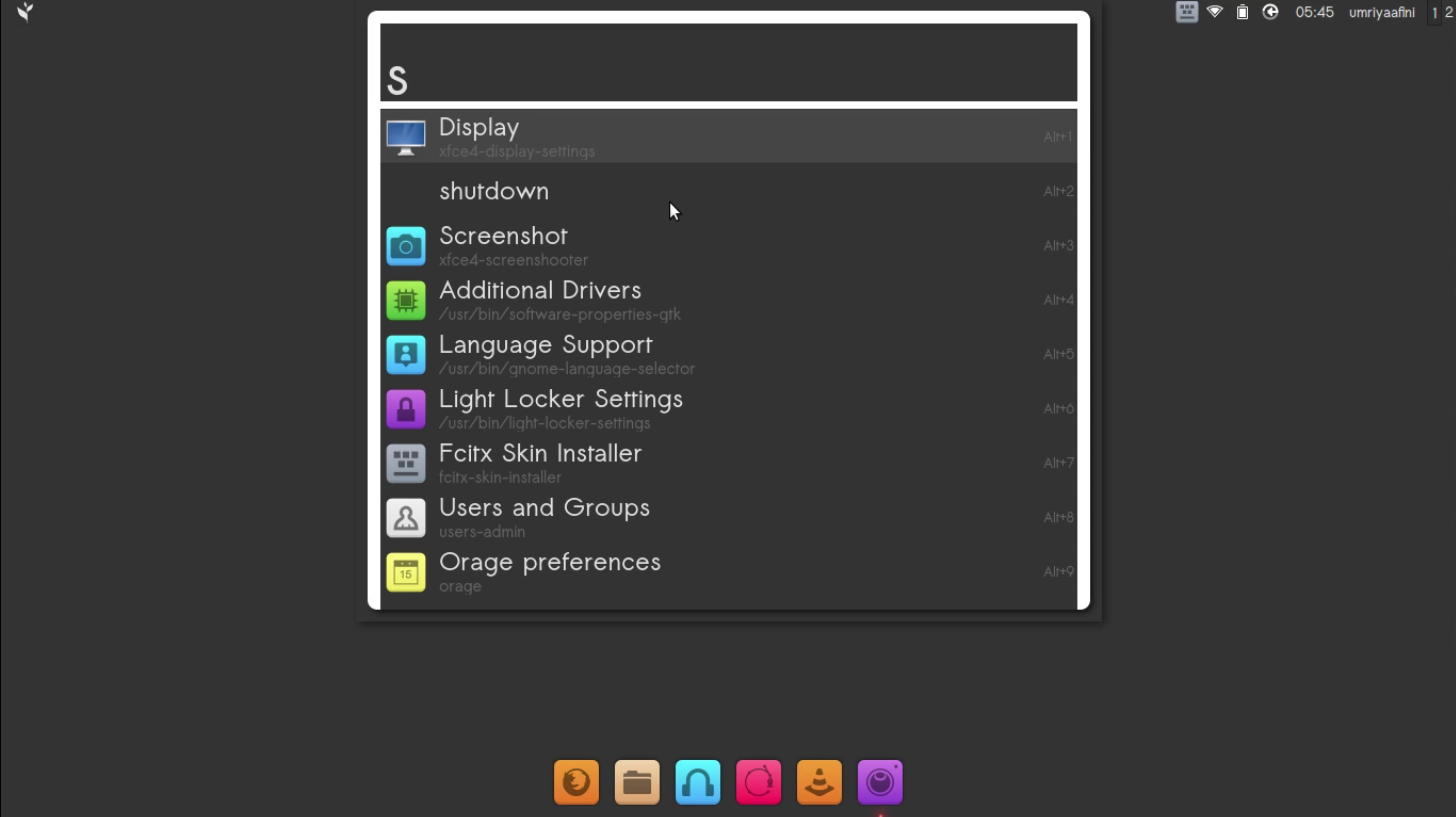 05:45 umriyaafini 1 2
S
Display
xfce4-display-settings
Alt+1
shutdown
Alt+2
Screenshot
xfce4-screenshooter
Alt+3
Additional Drivers
/usr/bin/software-properties-gtk
Alt+4
Language Support
/usr/bin/gnome-language-selector
Alt+5
Light Locker Settings
/usr/bin/light-locker-settings
Alt+6
Fcitx Skin Installer
fcitx-skin-installer
Alt+7
Users and Groups
users-admin
Alt+8
Orage preferences
orage
Alt+9
15